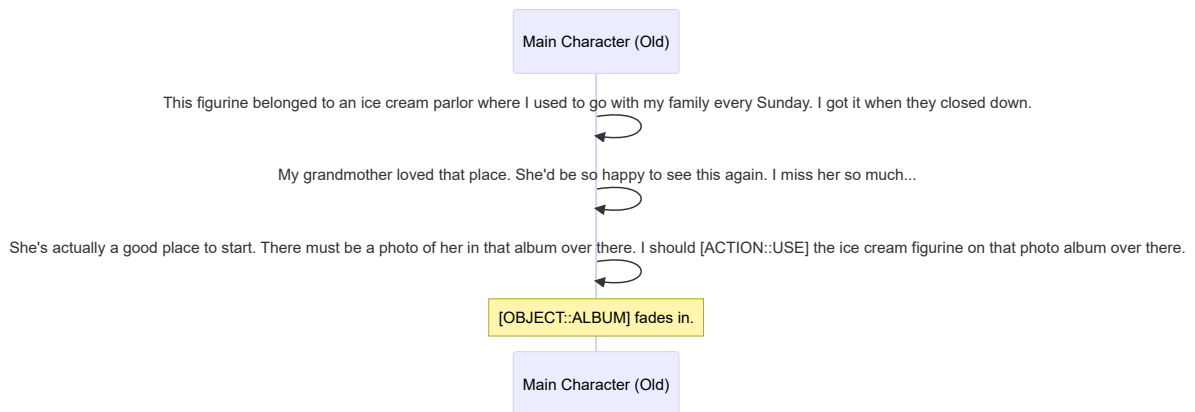 Main Character (Old)
This figurine belonged to an ice cream parlor where I used to go with my family every Sunday. I got it when they closed down.
My grandmother loved that place. She'd be so happy to see this again. I miss her so much...
She's actually a good place to start. There must be a photo of her in that album over there. I should [ACTION::USE] the ice cream figurine on that photo album over there.
[OBJECT::ALBUM] fades in.
Main Character (Old)